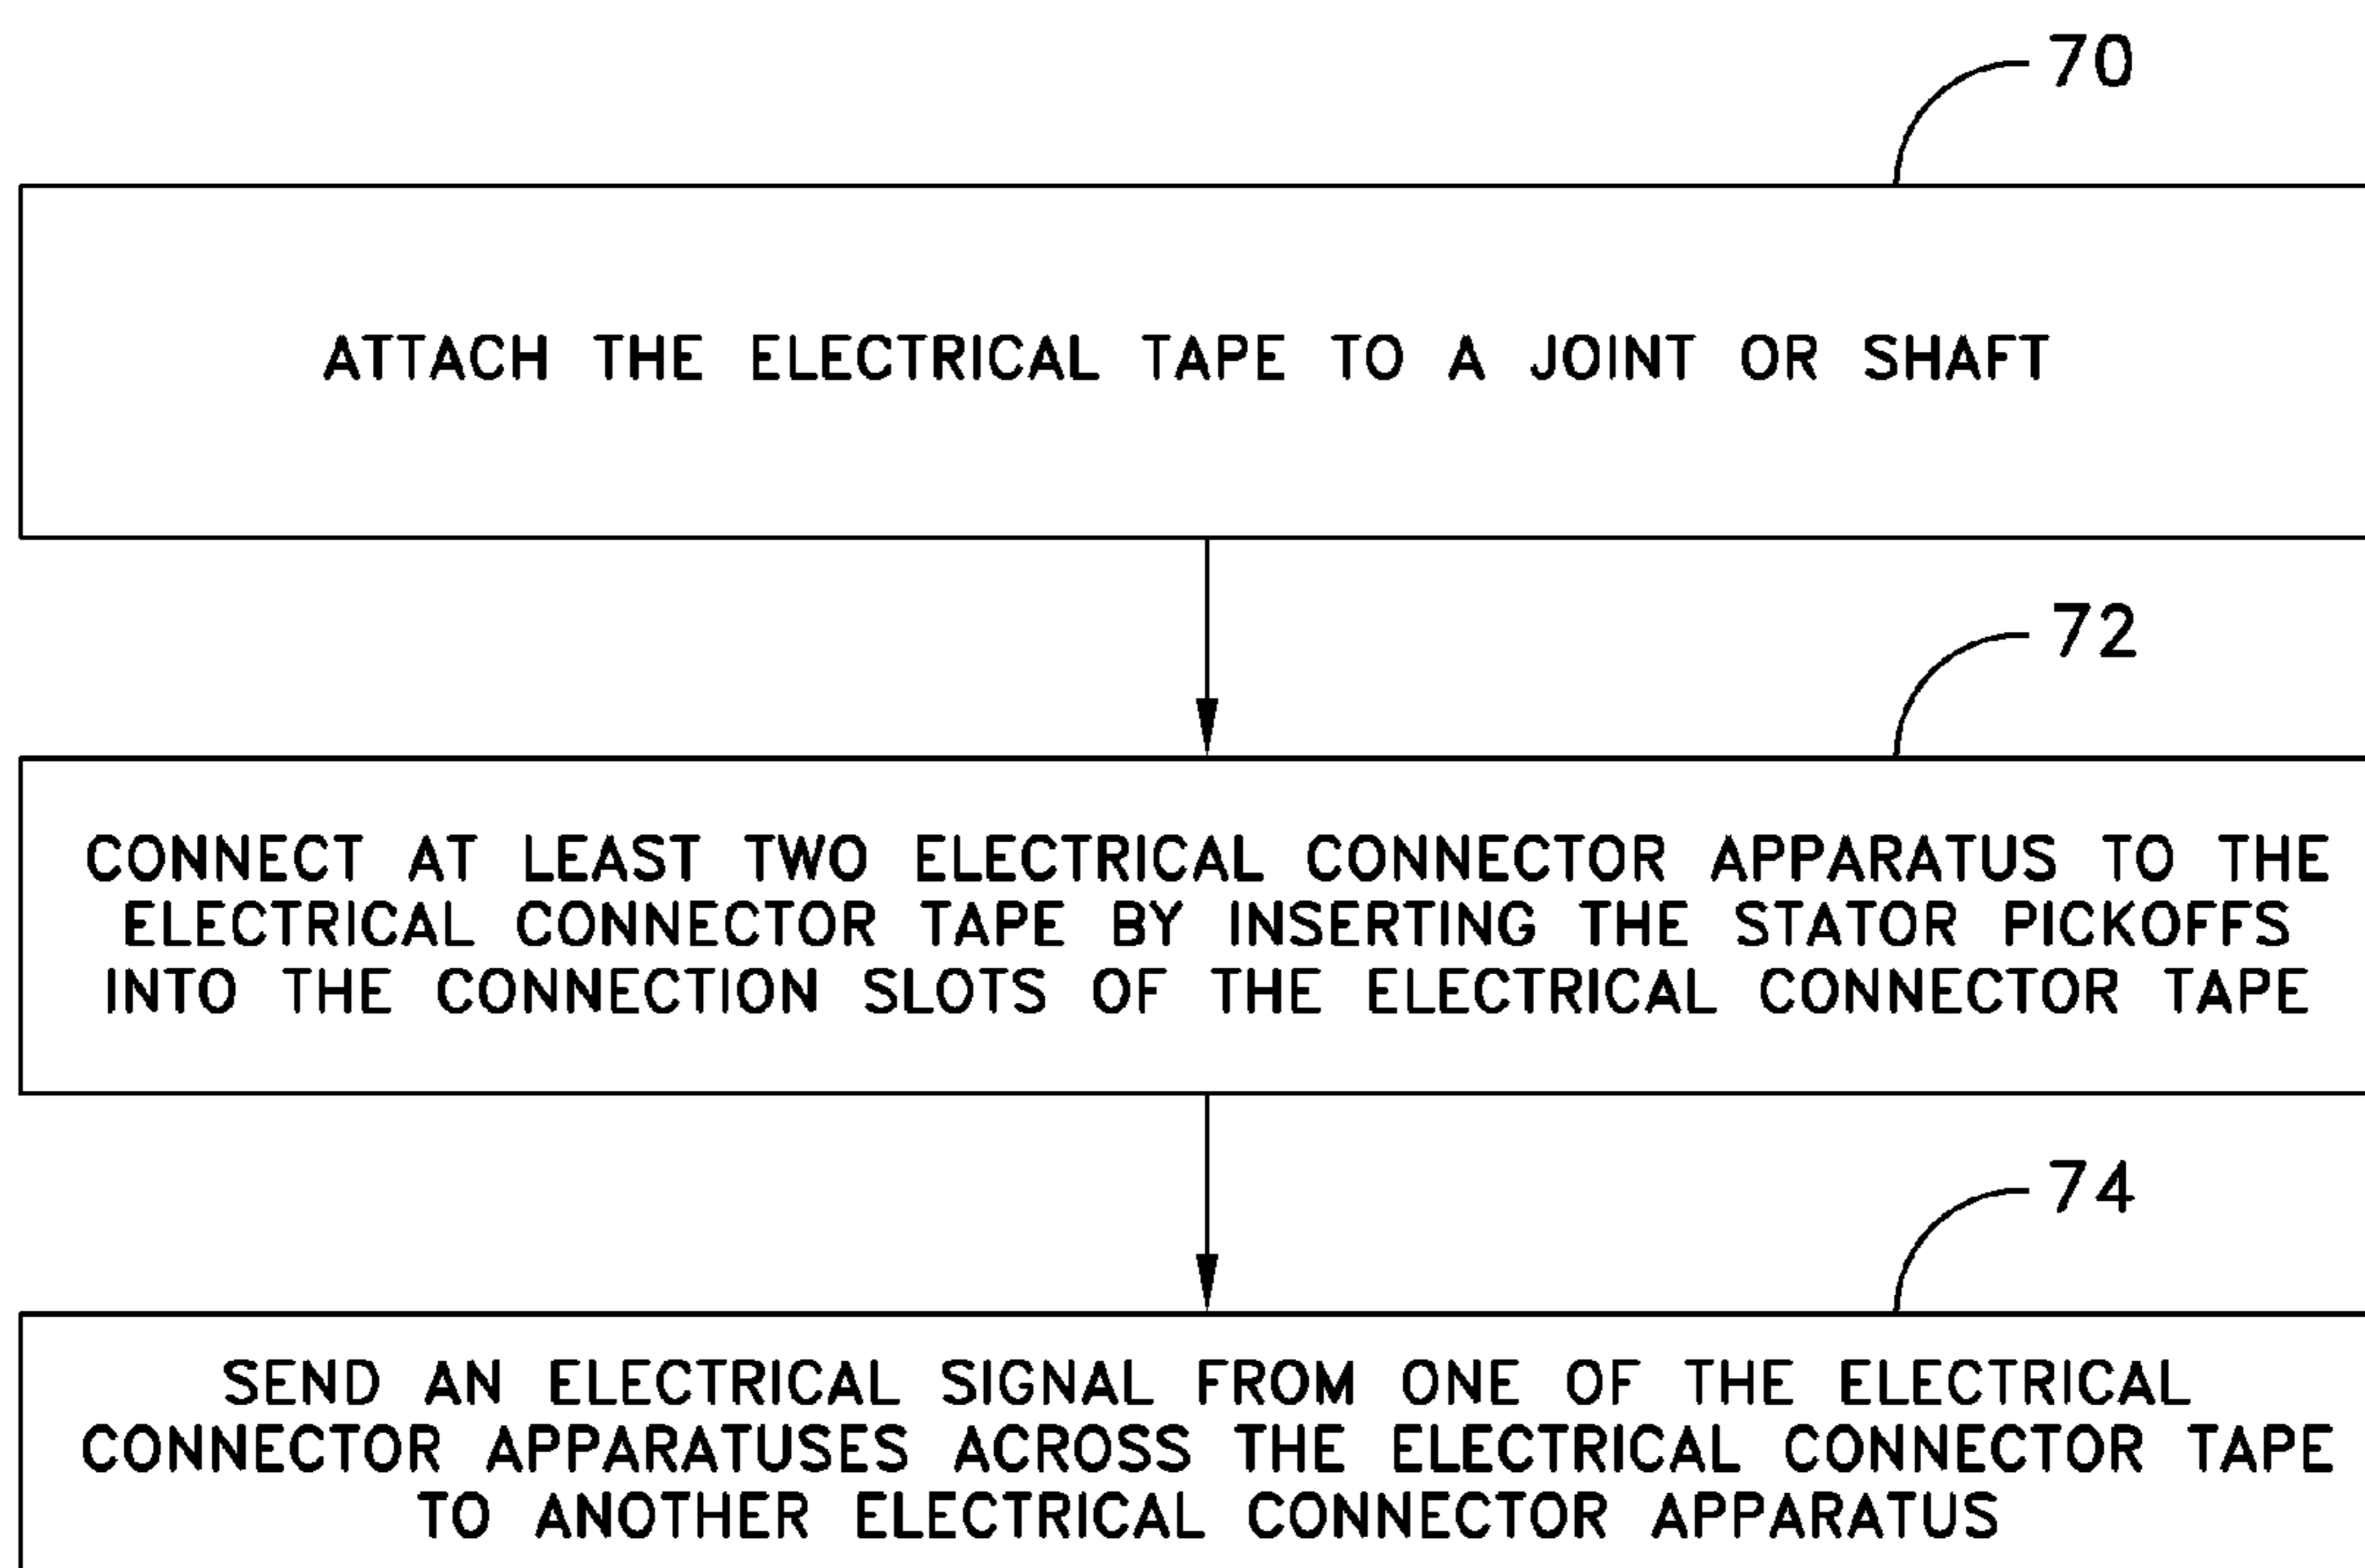 70
ATTACH THE ELECTRICAL TAPE TO A JOINT OR SHAFT
72
CONNECT AT LEAST TWO ELECTRICAL CONNECTOR APPARATUS TO THE
ELECTRICAL CONNECTOR TAPE BY INSERTING THE STATOR PICKOFFS
INTO THE CONNECTION SLOTS OF THE ELECTRICAL CONNECTOR TAPE
74
SEND AN ELECTRICAL SIGNAL FROM ONE OF THE ELECTRICAL
CONNECTOR APPARATUSES ACROSS THE ELECTRICAL CONNECTOR TAPE
TO ANOTHER ELECTRICAL CONNECTOR APPARATUS